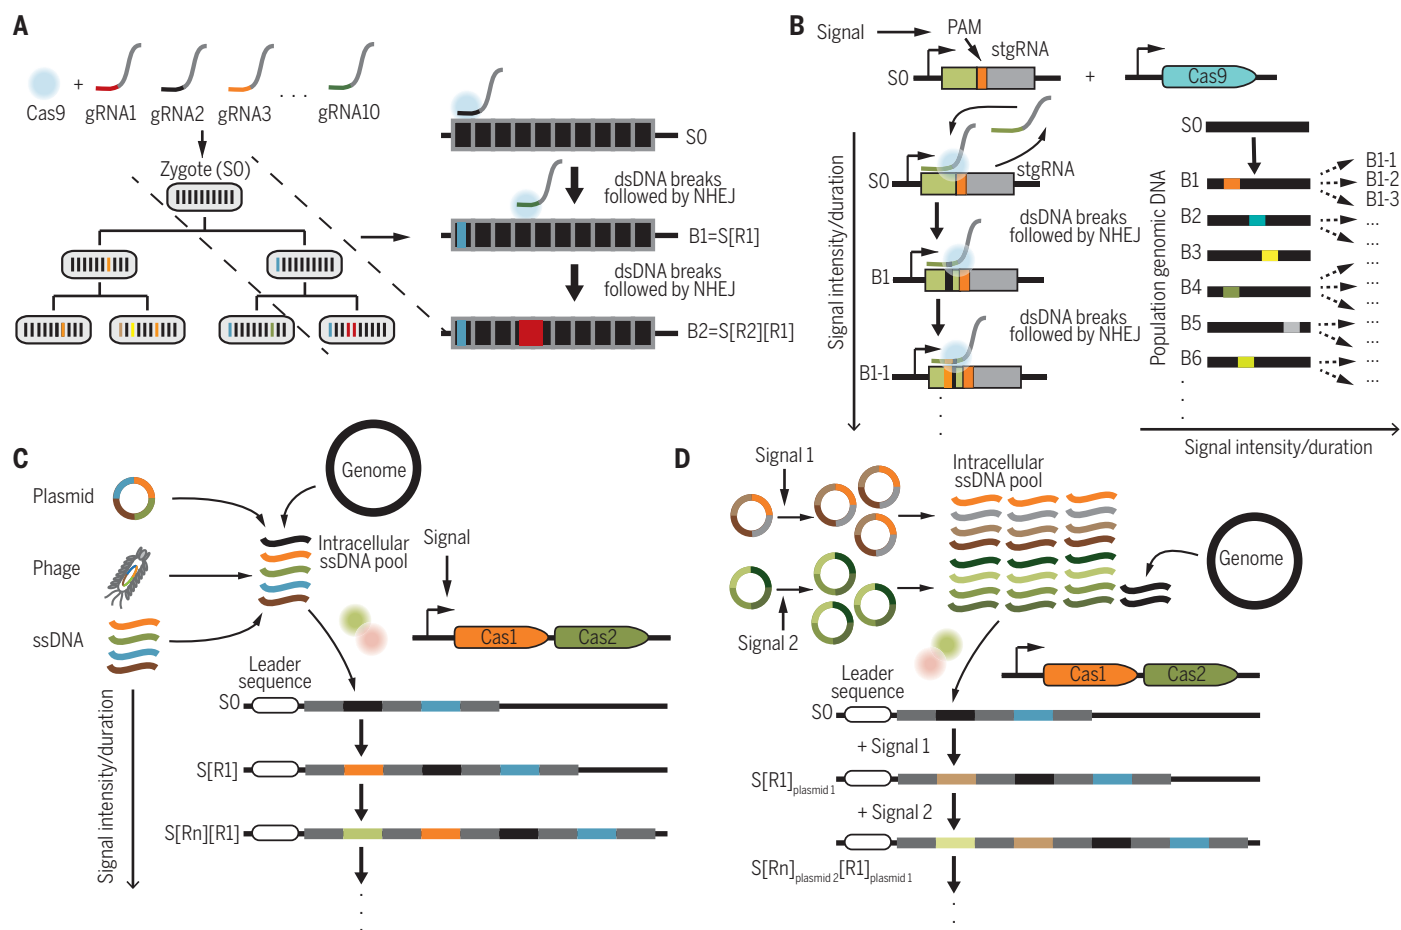 A
Cas9
+
gRNA1
gRNA2
gRNA3
. . .
gRNA10
Zygote (S0)
S0
dsDNA breaks
followed by NHEJ
B1=S[R1]
dsDNA breaks
followed by NHEJ
B2=S[R2][R1]
B
Signal
PAM
stgRNA
S0
+
Cas9
Signal intensity/duration
S0
stgRNA
dsDNA breaks
followed by NHEJ
B1
dsDNA breaks
followed by NHEJ
B1-1
Population genomic DNA
S0
B1
B1-1
B1-2
B1-3
B2
...
...
B3
B4
...
...
...
B5
...
...
B6
...
...
Signal intensity/duration
C
Plasmid
Phage
ssDNA
Genome
Intracellular
ssDNA pool
Signal
Cas1
Cas2
Signal intensity/duration
Leader
sequence
S0
S[R1]
S[Rn][R1]
D
Signal 1
Signal 2
Intracellular
ssDNA pool
Genome
Cas1
Cas2
Leader
sequence
S0
+ Signal 1
S[R1]plasmid 1
+ Signal 2
S[Rn]plasmid 2[R1]plasmid 1